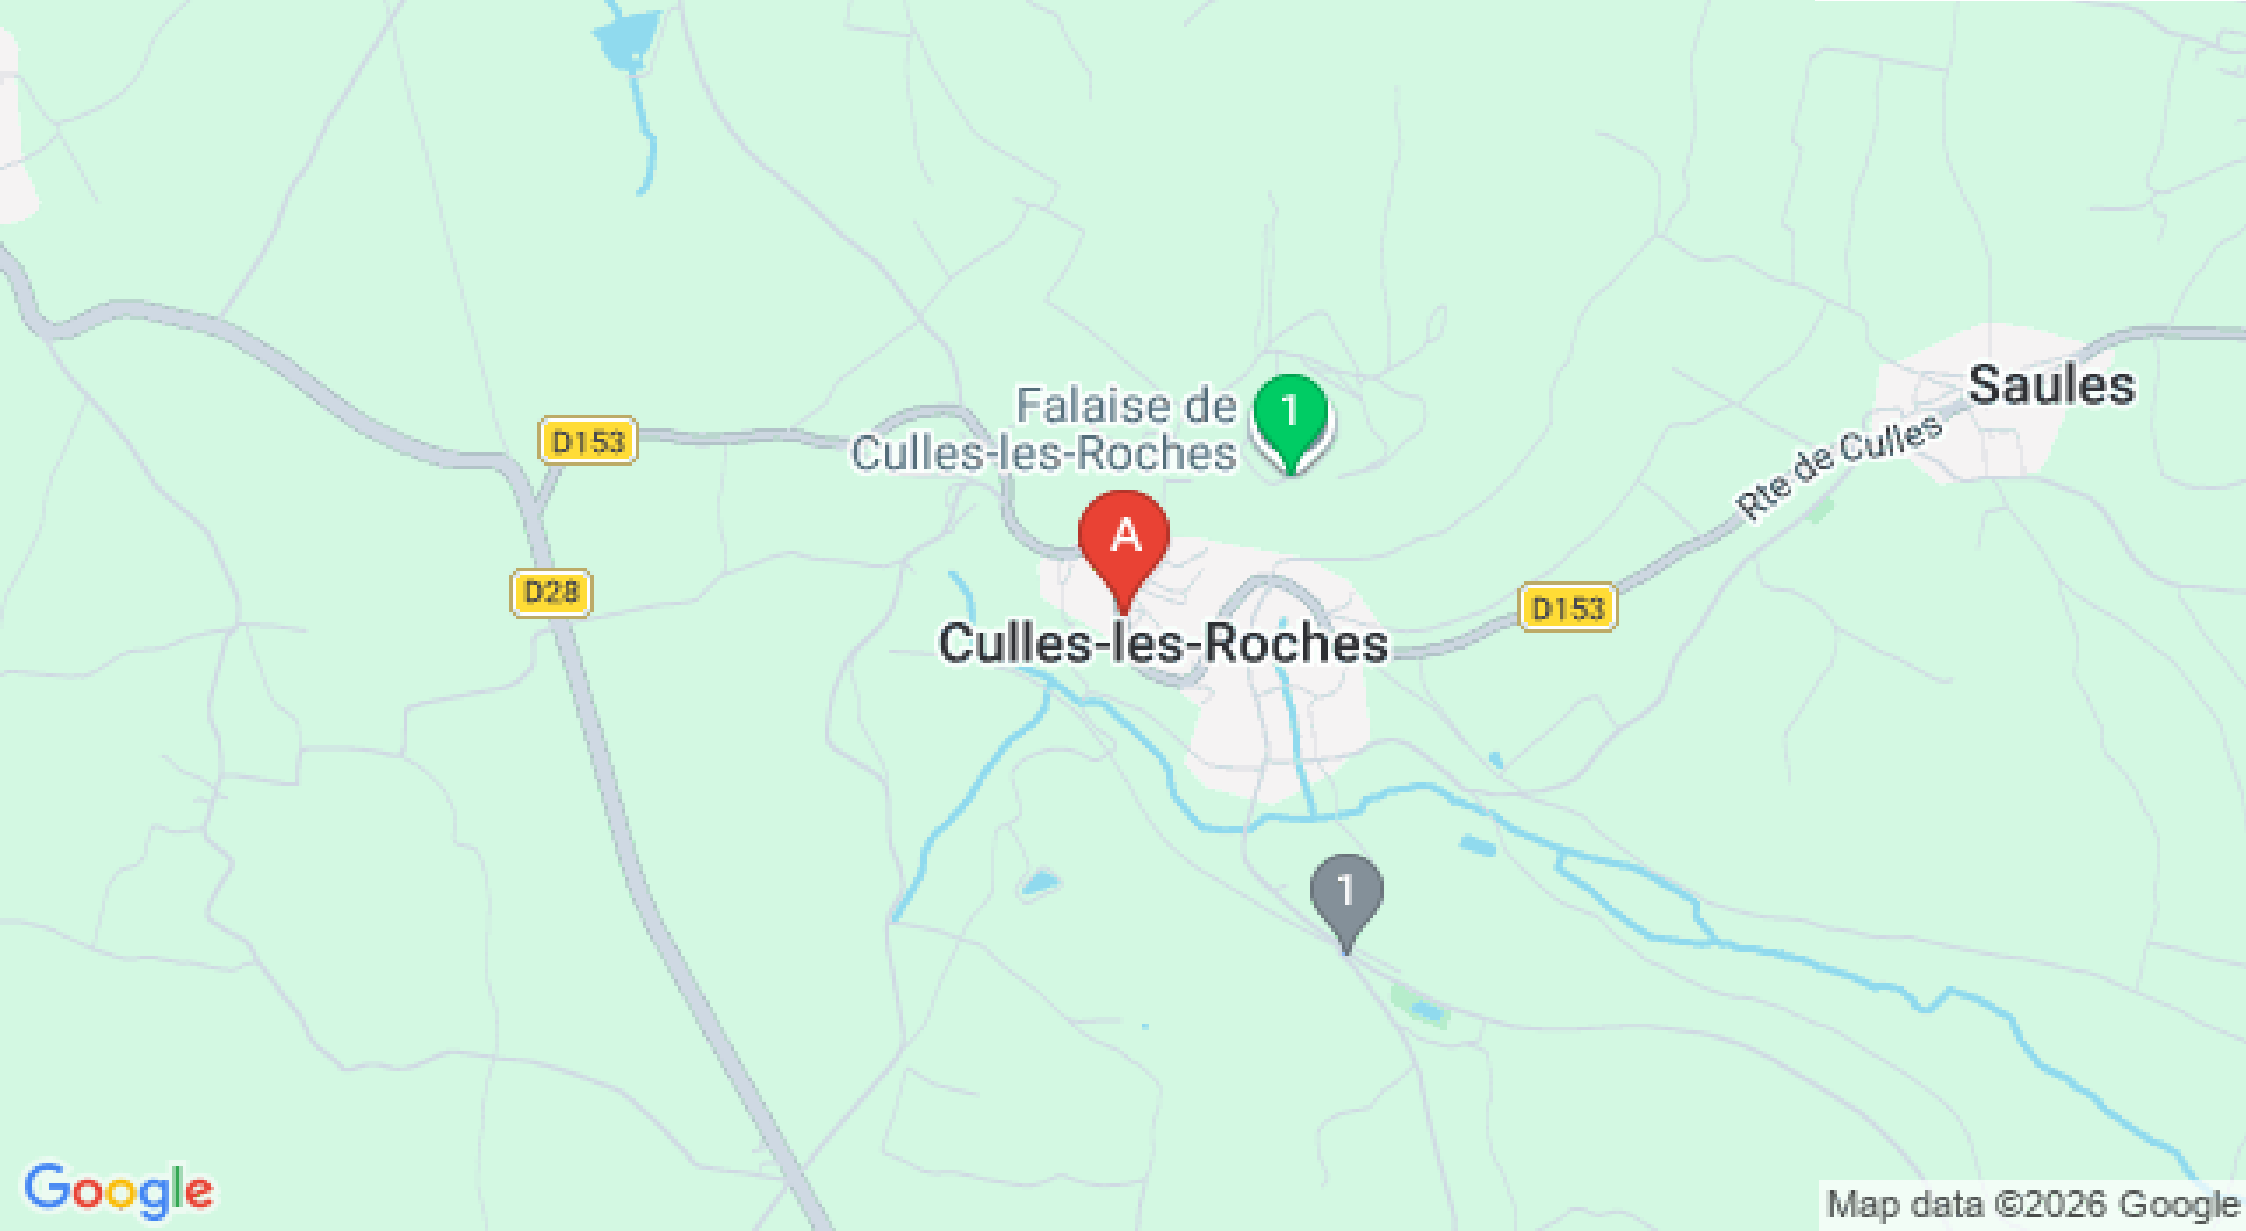 Falaise de
Culles-les-Roches
1
Saules
Rte de Culles
D153
A
D28
D153
Culles-les-Roches
1
Google
Map data ©2026 Google